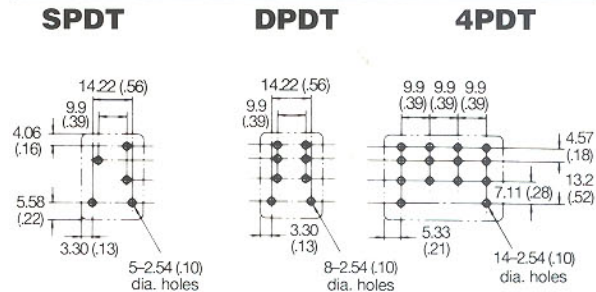 SPDT
DPDT
4PDT
14.22 (.56)
9.9
(.39)
4.06
(.16)
5.58
(.22)
3.30 (.13)
5–2.54 (.10)
dia. holes
14.22 (.56)
9.9
(.39)
3.30
(.13)
8–2.54 (.10)
dia. holes
9.9 9.9 9.9
(.39) (.39) (.39)
4.57
(.18)
13.2
(.52)
7.11 (.28)
5.33
(.21)
14–2.54 (.10)
dia. holes